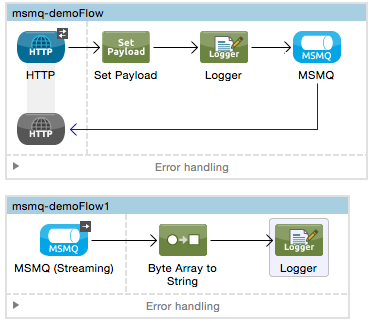 msmq-demoFlow
HTTP
Set
Payload
Logger
MSMQ
HTTP
Set Payload
Logger
MSMQ
HTTP
Error handling
msmq-demoFlow1
MSMQ
Logger
MSMQ (Streaming)
Byte Array to
String
Logger
Error handling